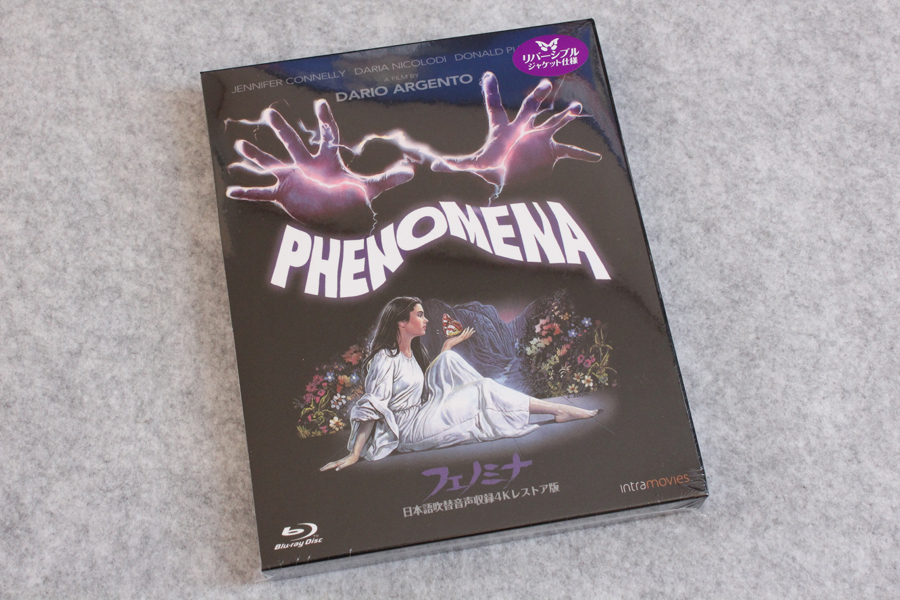 リバーシブル
ジャケット仕様
JENNIFER CONNELLY DARIA NICOLODI DONALD
A FILM BY
DARIO ARGENTO
PHENOMENA
フェノミナ
日本語吹替音声収録4Kレストア版
intramovies
Blu-ray Disc